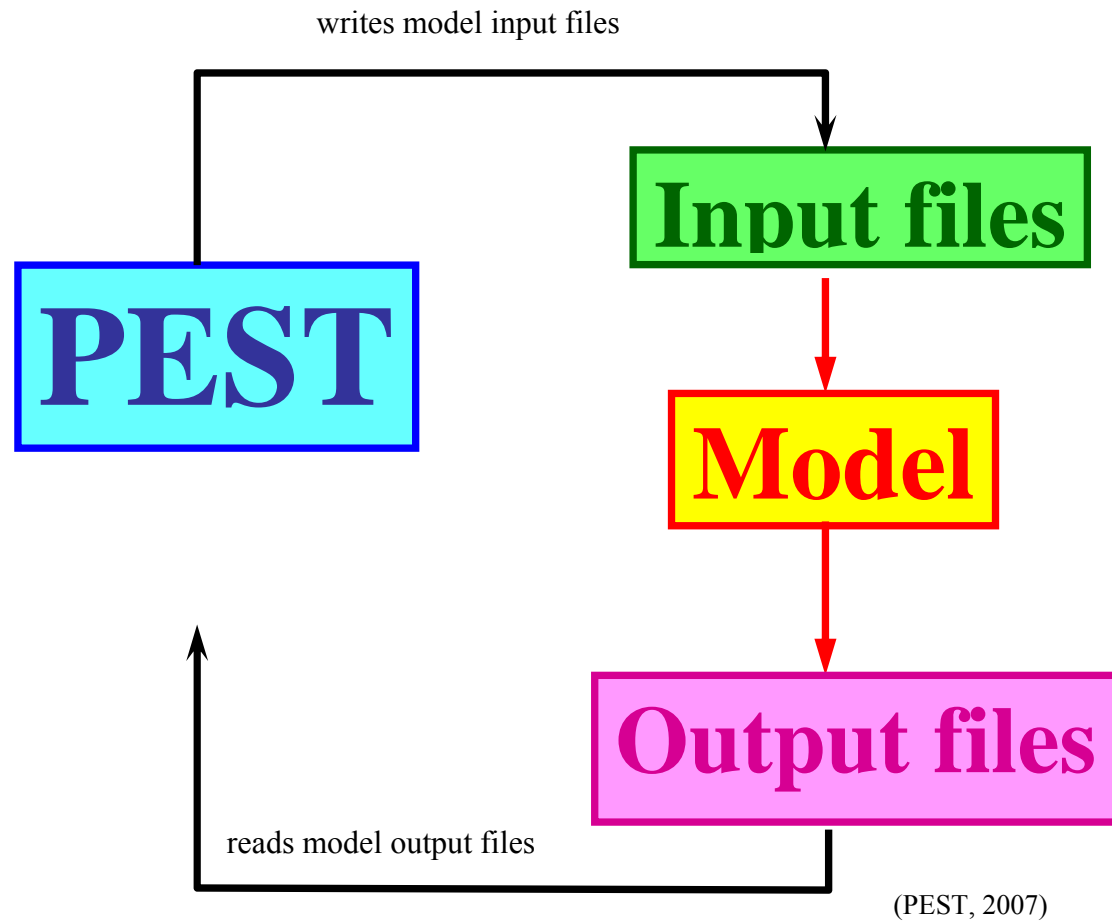 writes model input files
Input files
PEST
Model
Output files
reads model output files
(PEST, 2007)